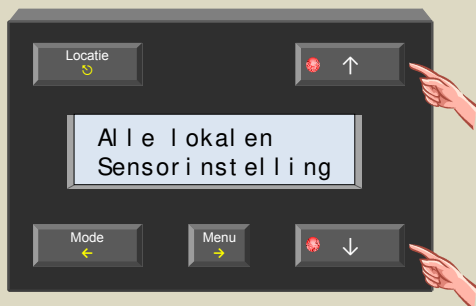 Locatie
↑
Alle lokalen
Sensorinstelling
Mode
←
Menu
→
↓